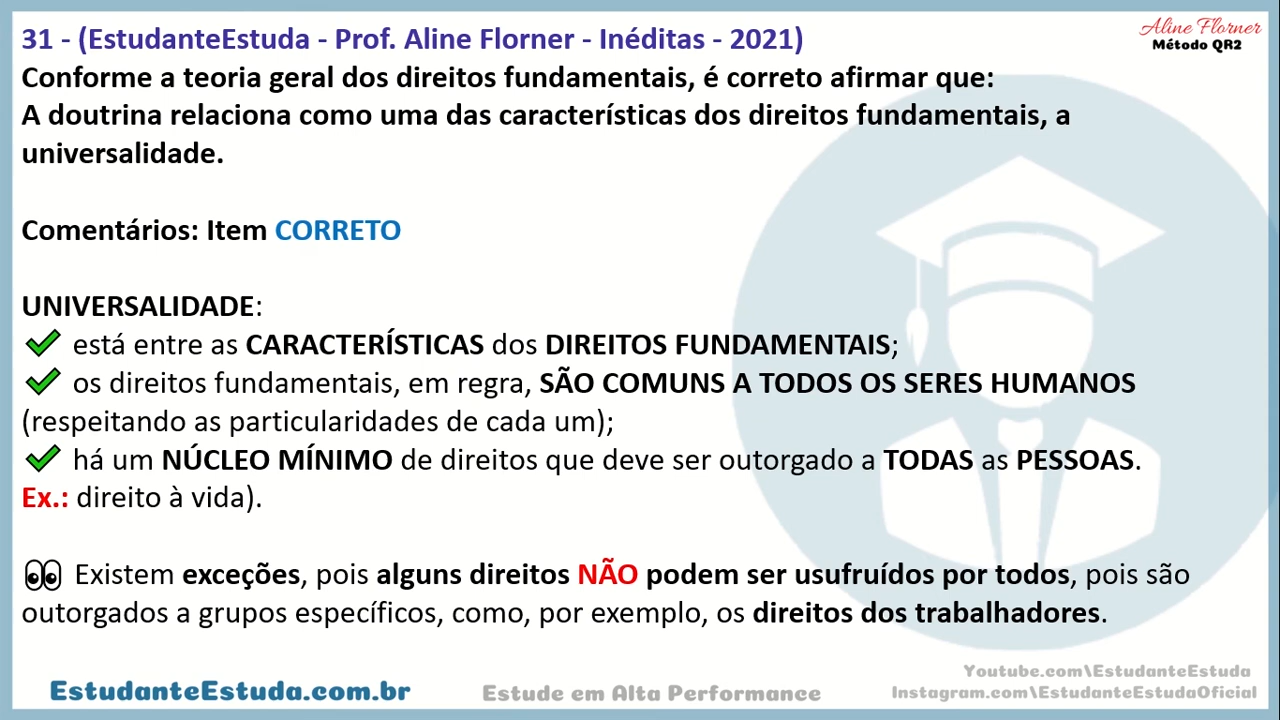 31 - (EstudanteEstuda - Prof. Aline Florner - Inéditas - 2021)
Aline Florner
Método QR2
Conforme a teoria geral dos direitos fundamentais, é correto afirmar que:
A doutrina relaciona como uma das características dos direitos fundamentais, a
universalidade.
Comentários: Item CORRETO
UNIVERSALIDADE:
está entre as CARACTERÍSTICAS dos DIREITOS FUNDAMENTAIS;
os direitos fundamentais, em regra, SÃO COMUNS A TODOS OS SERES HUMANOS
(respeitando as particularidades de cada um);
há um NÚCLEO MÍNIMO de direitos que deve ser outorgado a TODAS as PESSOAS.
Ex.: direito à vida).
Existem exceções, pois alguns direitos NÃO podem ser usufruídos por todos, pois são
outorgados a grupos específicos, como, por exemplo, os direitos dos trabalhadores.
EstudanteEstuda.com.br
Estude em Alta Performance
Youtube.com\EstudanteEstuda
Instagram.com\EstudanteEstudaOficial